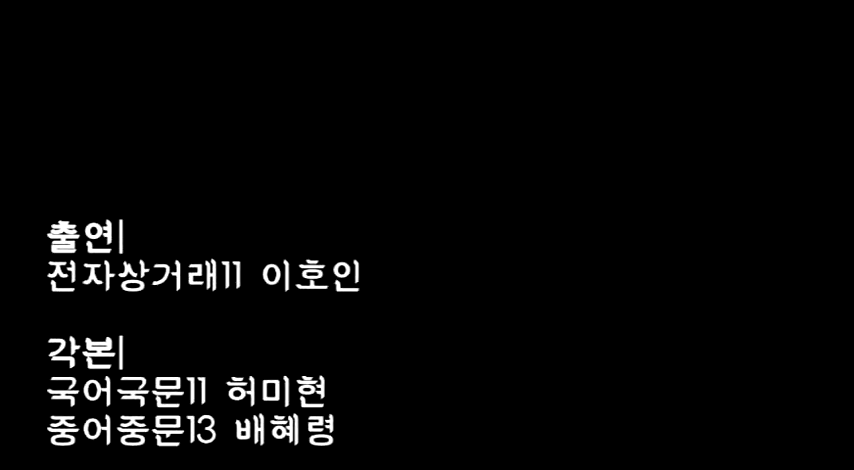 출연|
전자상거래11 이호인
각본|
국어국문11 허미현
중어중문13 배혜령